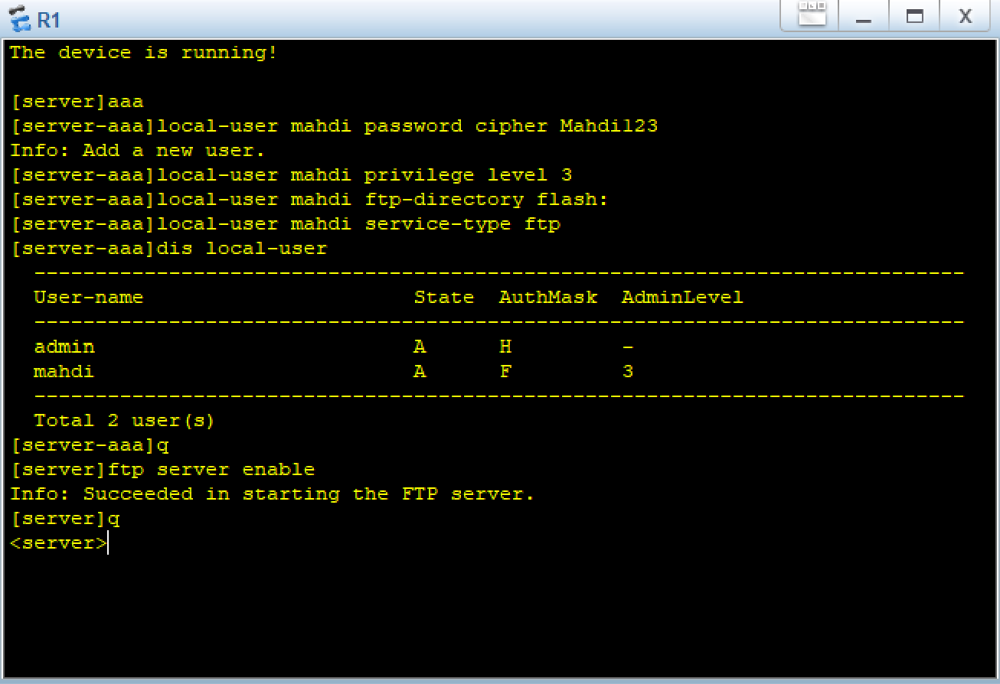 R1
The device is running!
[server]aaa
[server-aaa]local-user mahdi password cipher Mahdi123
Info: Add a new user.
[server-aaa]local-user mahdi privilege level 3
[server-aaa]local-user mahdi ftp-directory flash:
[server-aaa]local-user mahdi service-type ftp
[server-aaa]dis local-user
----------------------------------------------------------------------------
User-name                      State  AuthMask  AdminLevel
----------------------------------------------------------------------------
admin                          A      H         -
mahdi                          A      F         3
----------------------------------------------------------------------------
Total 2 user(s)
[server-aaa]q
[server]ftp server enable
Info: Succeeded in starting the FTP server.
[server]q
<server>